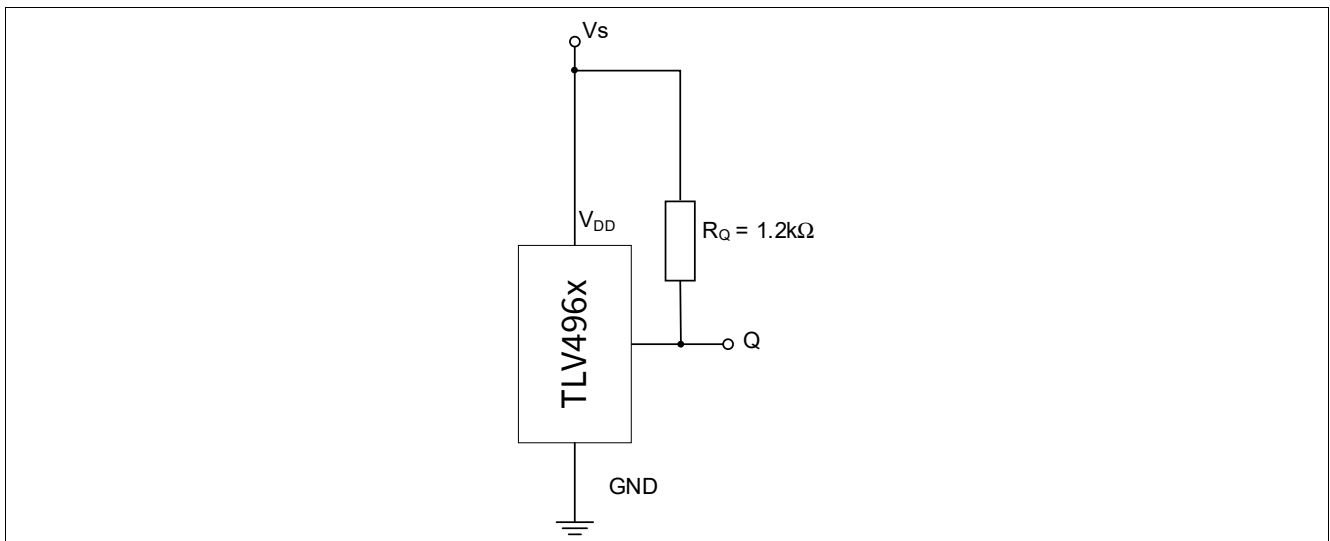 Vs
VDD
RQ = 1.2kΩ
TLV496x
Q
GND